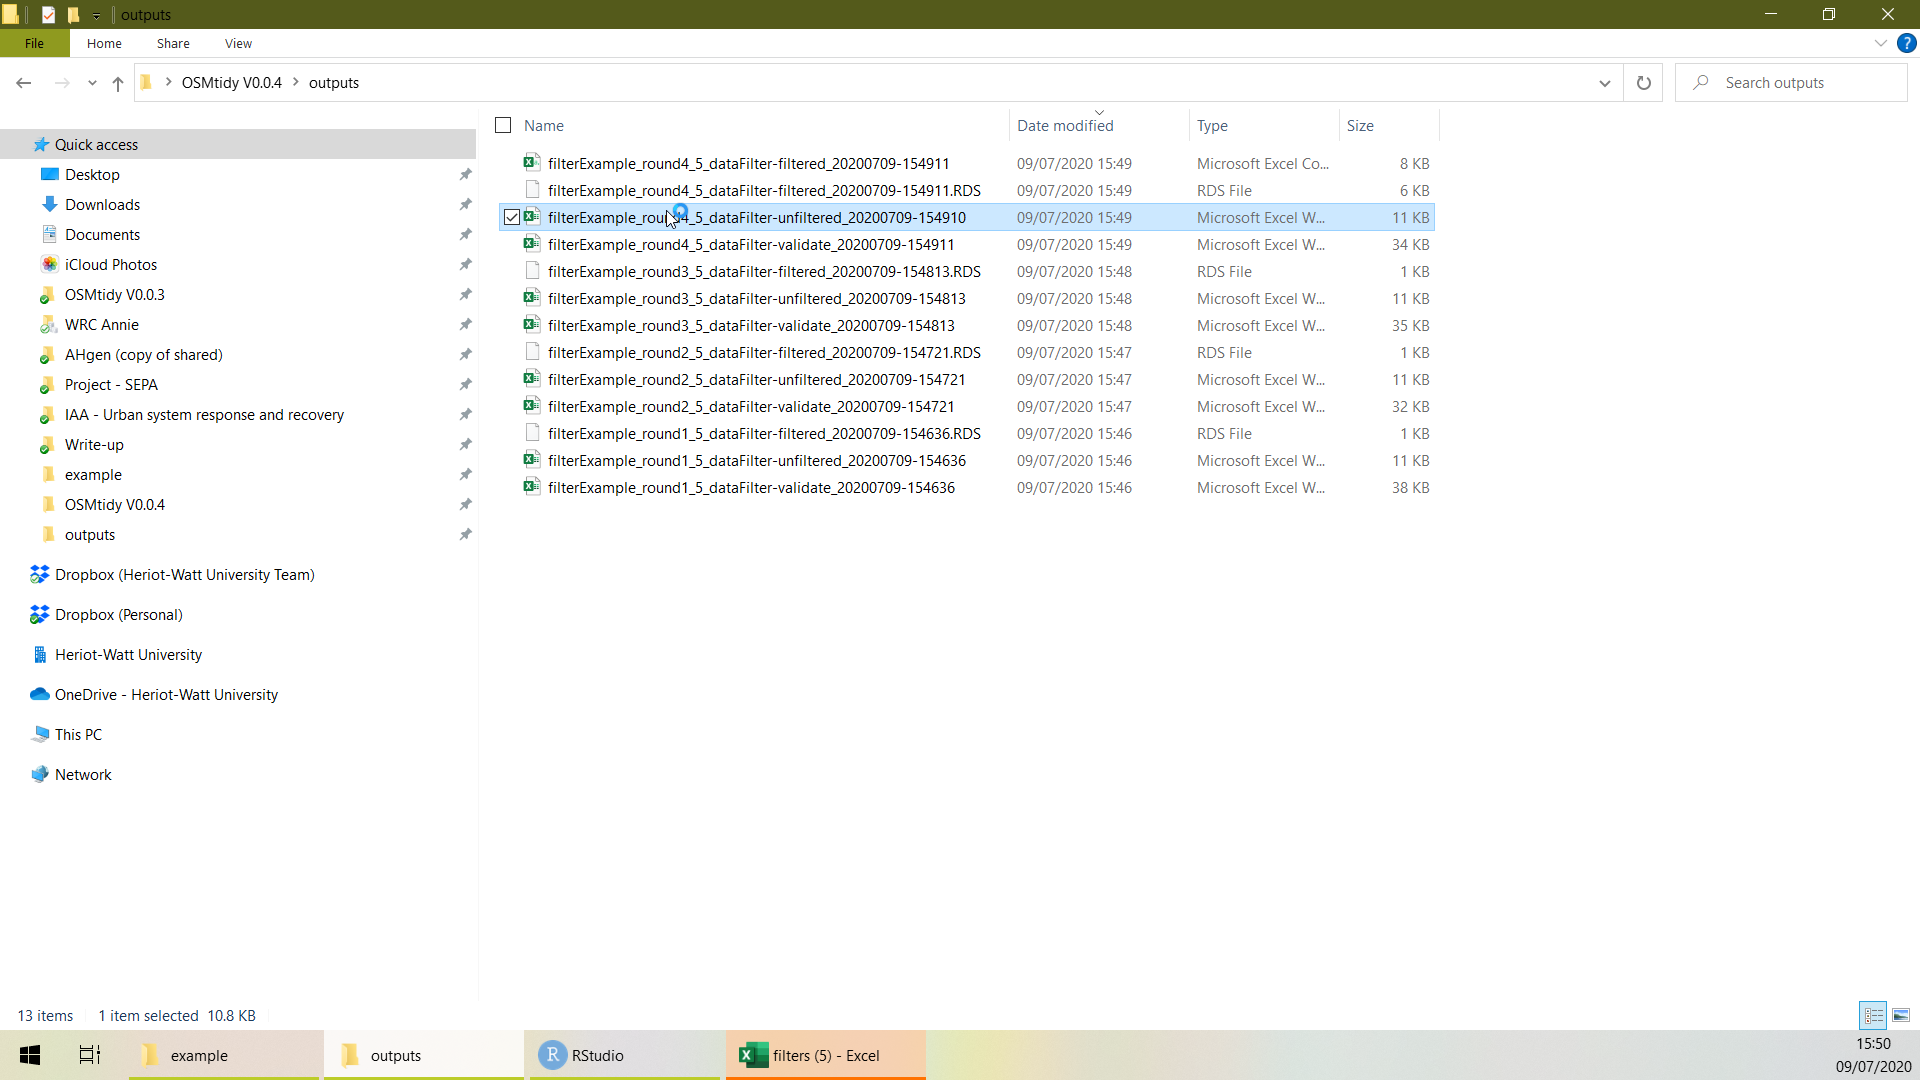 outputs
File Home Share View
OSMtidy V0.0.4 outputs Search outputs
Name Date modified Type Size
Quick access
Desktop
Downloads
Documents
iCloud Photos
OSMtidy V0.0.3
WRC Annie
AHgen (copy of shared)
Project - SEPA
IAA - Urban system response and recovery
Write-up
example
OSMtidy V0.0.4
outputs
Dropbox (Heriot-Watt University Team)
Dropbox (Personal)
Heriot-Watt University
OneDrive - Heriot-Watt University
This PC
Network
filterExample_round4_5_dataFilter-filtered_20200709-154911 09/07/2020 15:49 Microsoft Excel Co... 8 KB
filterExample_round4_5_dataFilter-filtered_20200709-154911.RDS 09/07/2020 15:49 RDS File 6 KB
filterExample_round4_5_dataFilter-unfiltered_20200709-154910 09/07/2020 15:49 Microsoft Excel W... 11 KB
filterExample_round4_5_dataFilter-validate_20200709-154911 09/07/2020 15:49 Microsoft Excel W... 34 KB
filterExample_round3_5_dataFilter-filtered_20200709-154813.RDS 09/07/2020 15:48 RDS File 1 KB
filterExample_round3_5_dataFilter-unfiltered_20200709-154813 09/07/2020 15:48 Microsoft Excel W... 11 KB
filterExample_round3_5_dataFilter-validate_20200709-154813 09/07/2020 15:48 Microsoft Excel W... 35 KB
filterExample_round2_5_dataFilter-filtered_20200709-154721.RDS 09/07/2020 15:47 RDS File 1 KB
filterExample_round2_5_dataFilter-unfiltered_20200709-154721 09/07/2020 15:47 Microsoft Excel W... 11 KB
filterExample_round2_5_dataFilter-validate_20200709-154721 09/07/2020 15:47 Microsoft Excel W... 32 KB
filterExample_round1_5_dataFilter-filtered_20200709-154636.RDS 09/07/2020 15:46 RDS File 1 KB
filterExample_round1_5_dataFilter-unfiltered_20200709-154636 09/07/2020 15:46 Microsoft Excel W... 11 KB
filterExample_round1_5_dataFilter-validate_20200709-154636 09/07/2020 15:46 Microsoft Excel W... 38 KB
13 items 1 item selected 10.8 KB
example outputs R RStudio filters (5) - Excel
15:50
09/07/2020